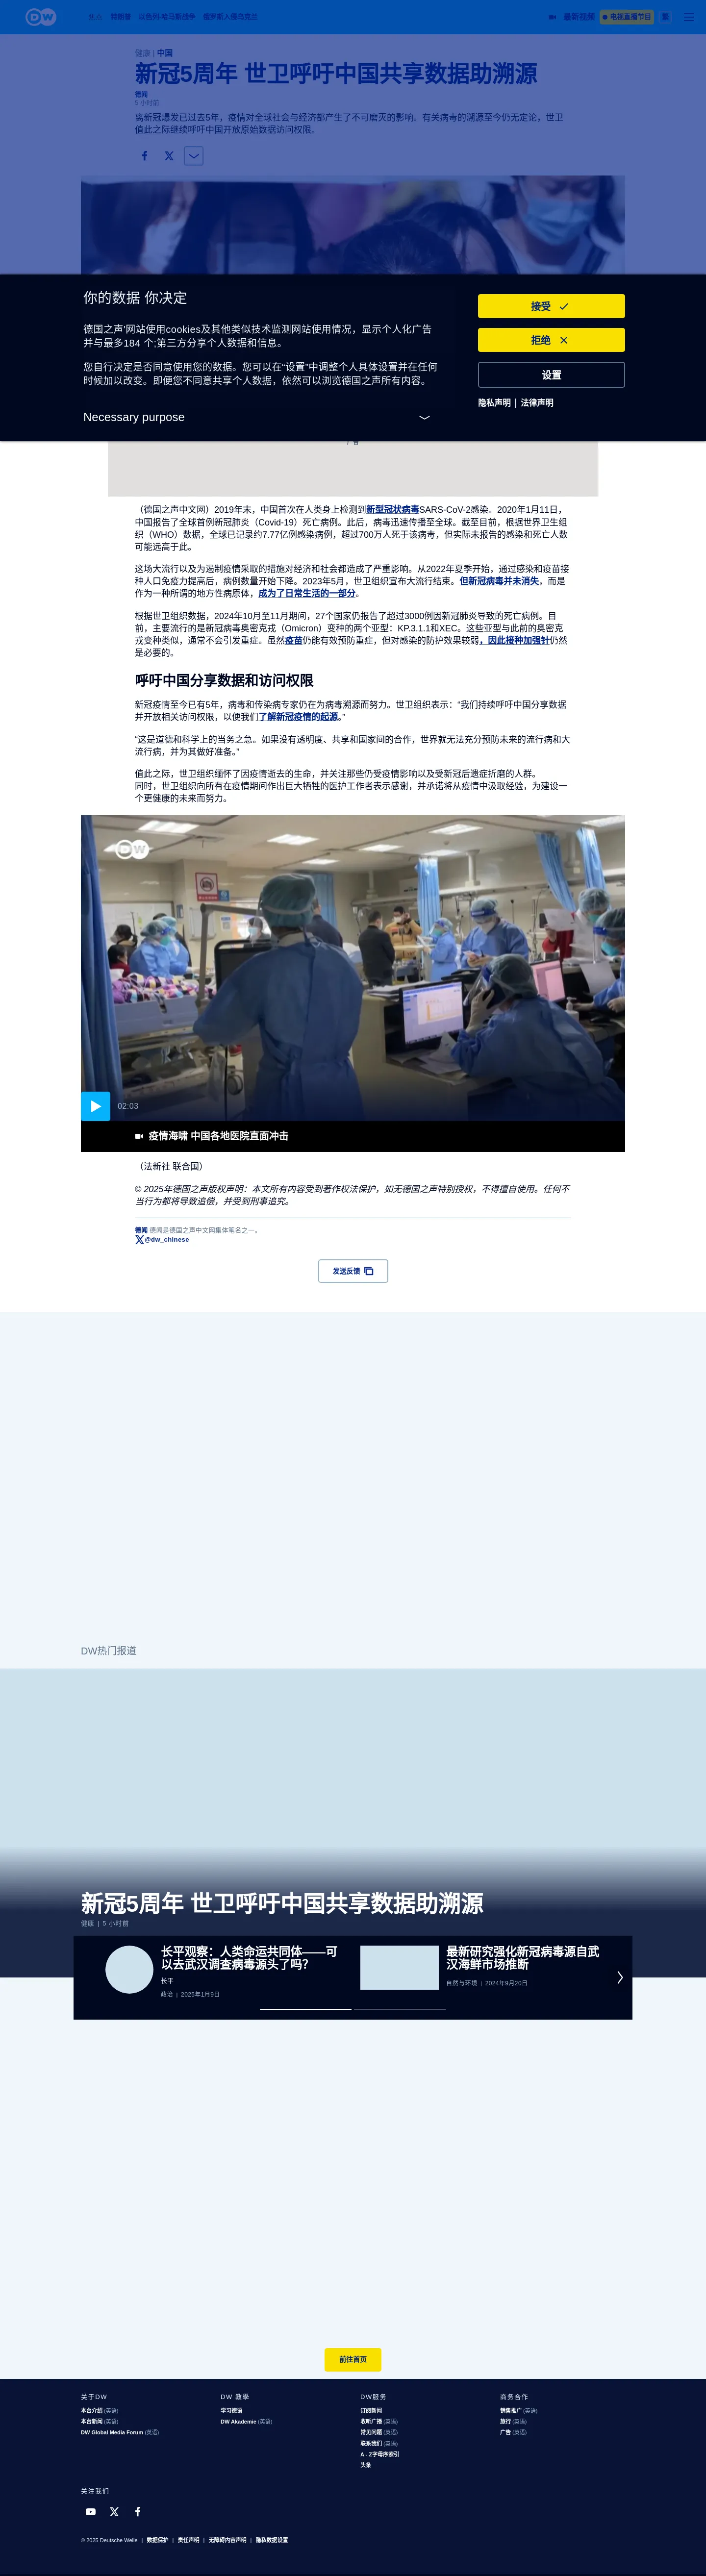 DW
焦点 特朗普 以色列-哈马斯战争 俄罗斯入侵乌克兰
最新视频 电视直播节目 繁
健康 | 中国
新冠5周年 世卫呼吁中国共享数据助溯源
德闻
5 小时前
离新冠爆发已过去5年，疫情对全球社会与经济都产生了不可磨灭的影响。有关病毒的溯源至今仍无定论，世卫
值此之际继续呼吁中国开放原始数据访问权限。
你的数据 你决定
德国之声'网站使用cookies及其他类似技术监测网站使用情况，显示个人化广告
并与最多184 个;第三方分享个人数据和信息。
您自行决定是否同意使用您的数据。您可以在“设置”中调整个人具体设置并在任何
时候加以改变。即便您不同意共享个人数据，依然可以浏览德国之声所有内容。
Necessary purpose
接受
拒绝
设置
隐私声明 | 法律声明
广告
（德国之声中文网）2019年末，中国首次在人类身上检测到新型冠状病毒SARS-CoV-2感染。2020年1月11日，
中国报告了全球首例新冠肺炎（Covid-19）死亡病例。此后，病毒迅速传播至全球。截至目前，根据世界卫生组
织（WHO）数据，全球已记录约7.77亿例感染病例，超过700万人死于该病毒，但实际未报告的感染和死亡人数
可能远高于此。
这场大流行以及为遏制疫情采取的措施对经济和社会都造成了严重影响。从2022年夏季开始，通过感染和疫苗接
种人口免疫力提高后，病例数量开始下降。2023年5月，世卫组织宣布大流行结束。但新冠病毒并未消失，而是
作为一种所谓的地方性病原体，成为了日常生活的一部分。
根据世卫组织数据，2024年10月至11月期间，27个国家仍报告了超过3000例因新冠肺炎导致的死亡病例。目
前，主要流行的是新冠病毒奥密克戎（Omicron）变种的两个亚型：KP.3.1.1和XEC。这些亚型与此前的奥密克
戎变种类似，通常不会引发重症。虽然疫苗仍能有效预防重症，但对感染的防护效果较弱，因此接种加强针仍然
是必要的。
呼吁中国分享数据和访问权限
新冠疫情至今已有5年，病毒和传染病专家仍在为病毒溯源而努力。世卫组织表示：“我们持续呼吁中国分享数据
并开放相关访问权限，以便我们了解新冠疫情的起源。”
“这是道德和科学上的当务之急。如果没有透明度、共享和国家间的合作，世界就无法充分预防未来的流行病和大
流行病，并为其做好准备。”
值此之际，世卫组织缅怀了因疫情逝去的生命，并关注那些仍受疫情影响以及受新冠后遗症折磨的人群。
同时，世卫组织向所有在疫情期间作出巨大牺牲的医护工作者表示感谢，并承诺将从疫情中汲取经验，为建设一
个更健康的未来而努力。
DW
02:03
疫情海啸 中国各地医院直面冲击
（法新社 联合国）
© 2025年德国之声版权声明：本文所有内容受到著作权法保护，如无德国之声特别授权，不得擅自使用。任何不
当行为都将导致追偿，并受到刑事追究。
德闻 德闻是德国之声中文网集体笔名之一。
@dw_chinese
发送反馈
DW热门报道
新冠5周年 世卫呼吁中国共享数据助溯源
健康 | 5 小时前
长平观察：人类命运共同体——可
以去武汉调查病毒源头了吗？
长平
政治 | 2025年1月9日
最新研究强化新冠病毒源自武
汉海鲜市场推断
自然与环境 | 2024年9月20日
前往首页
关于DW
本台介绍 (英语)
本台新闻 (英语)
DW Global Media Forum (英语)
DW 教学
学习德语
DW Akademie (英语)
DW服务
订阅新闻
收听广播 (英语)
常见问题 (英语)
联系我们 (英语)
A - Z字母序索引
头条
商务合作
销售推广 (英语)
旅行 (英语)
广告 (英语)
关注我们
© 2025 Deutsche Welle | 数据保护 | 责任声明 | 无障碍内容声明 | 隐私数据设置